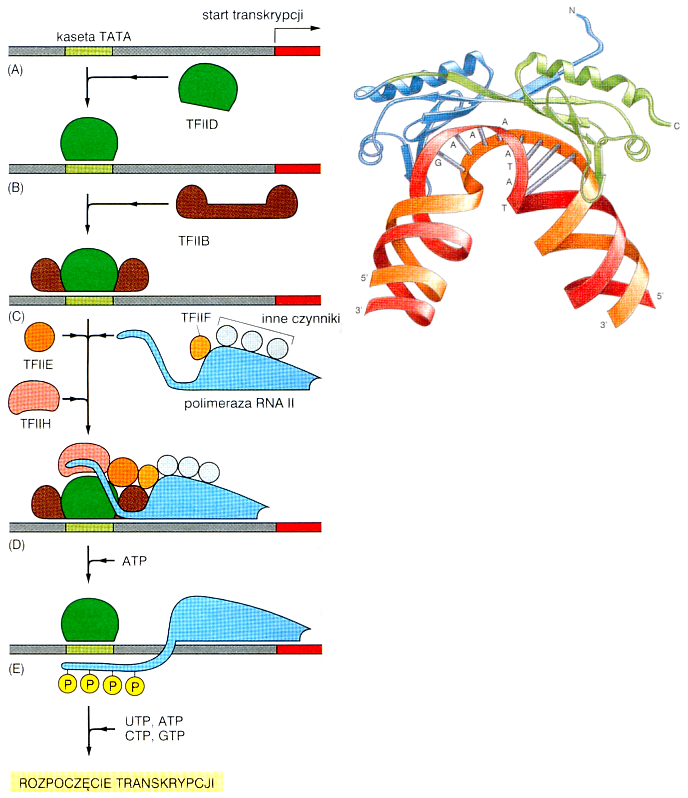 start transkrypcji
kaseta TATA
(A)
TFIID
(B)
TFIIB
(C)
TFIIE
TFIIF
inne czynniki
TFIIH
polimeraza RNA II
(D)
ATP
(E)
P P P P
UTP, ATP
CTP, GTP
ROZPOCZĘCIE TRANSKRYPCJI
N
C
G A A A A
A
T
A
T
5'
3'
5'
3'